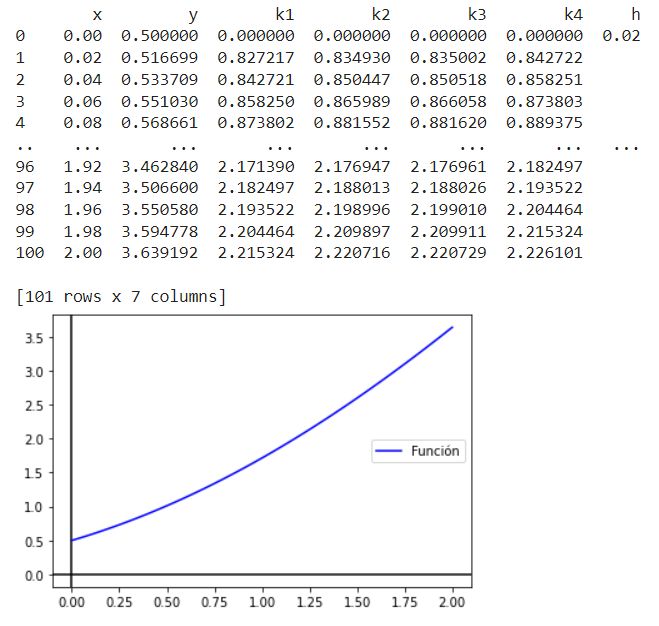 x y k1 k2 k3 k4 h
0 0.00 0.500000 0.000000 0.000000 0.000000 0.000000 0.02
1 0.02 0.516699 0.827217 0.834930 0.835002 0.842722
2 0.04 0.533709 0.842721 0.850447 0.850518 0.858251
3 0.06 0.551030 0.858250 0.865989 0.866058 0.873803
4 0.08 0.568661 0.873802 0.881552 0.881620 0.889375
.. ... ... ... ... ... ... ...
96 1.92 3.462840 2.171390 2.176947 2.176961 2.182497
97 1.94 3.506600 2.182497 2.188013 2.188026 2.193522
98 1.96 3.550580 2.193522 2.198996 2.199010 2.204464
99 1.98 3.594778 2.204464 2.209897 2.209911 2.215324
100 2.00 3.639192 2.215324 2.220716 2.220729 2.226101
[101 rows x 7 columns]
3.5
3.0
2.5
2.0
Función
1.5
1.0
0.5
0.0
0.00 0.25 0.50 0.75 1.00 1.25 1.50 1.75 2.00